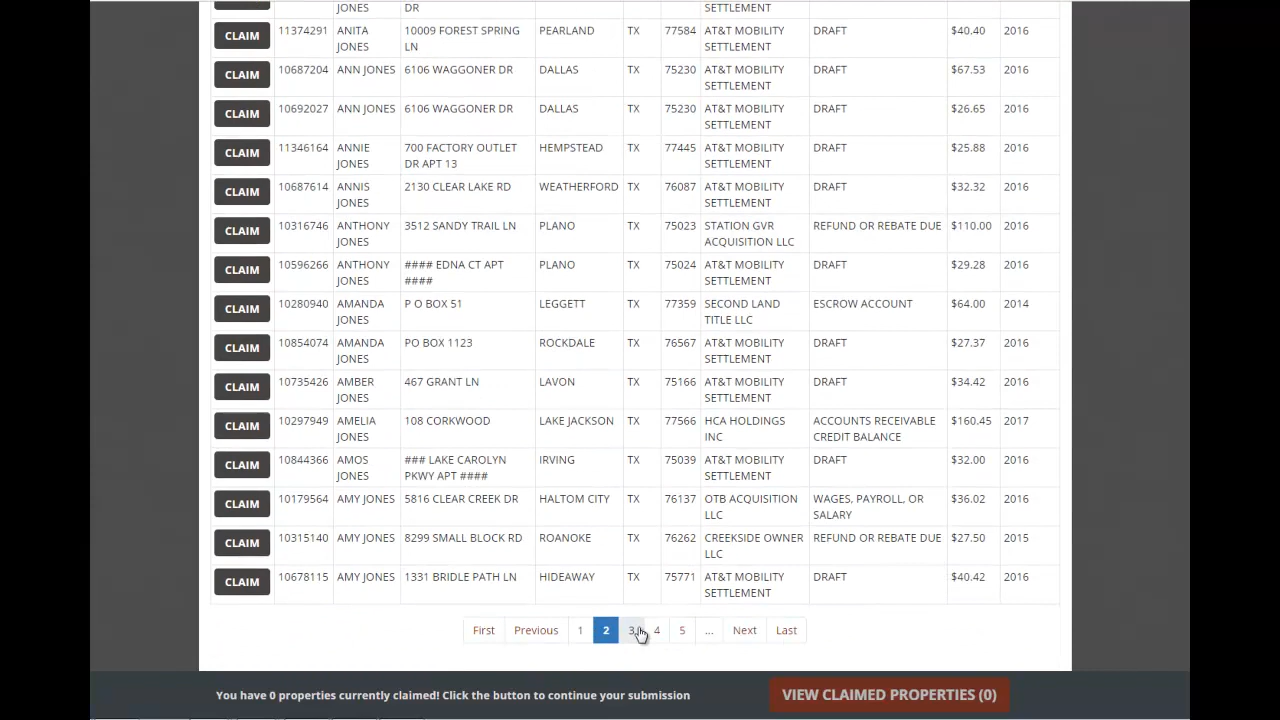 JONES DR SETTLEMENT
CLAIM 11374291 ANITA 10009 FOREST SPRING PEARLAND TX 77584 AT&T MOBILITY DRAFT $40.40 2016
JONES LN SETTLEMENT
CLAIM 10687204 ANN JONES 6106 WAGGONER DR DALLAS TX 75230 AT&T MOBILITY DRAFT $67.53 2016
SETTLEMENT
CLAIM 10692027 ANN JONES 6106 WAGGONER DR DALLAS TX 75230 AT&T MOBILITY DRAFT $26.65 2016
SETTLEMENT
CLAIM 11346164 ANNIE 700 FACTORY OUTLET HEMPSTEAD TX 77445 AT&T MOBILITY DRAFT $25.88 2016
JONES DR APT 13 SETTLEMENT
CLAIM 10687614 ANNIS 2130 CLEAR LAKE RD WEATHERFORD TX 76087 AT&T MOBILITY DRAFT $32.32 2016
JONES SETTLEMENT
CLAIM 10316746 ANTHONY 3512 SANDY TRAIL LN PLANO TX 75023 STATION GVR REFUND OR REBATE DUE $110.00 2016
JONES ACQUISITION LLC
CLAIM 10596266 ANTHONY #### EDNA CT APT PLANO TX 75024 AT&T MOBILITY DRAFT $29.28 2016
JONES #### SETTLEMENT
CLAIM 10280940 AMANDA P O BOX 51 LEGGETT TX 77359 SECOND LAND ESCROW ACCOUNT $64.00 2014
JONES TITLE LLC
CLAIM 10854074 AMANDA PO BOX 1123 ROCKDALE TX 76567 AT&T MOBILITY DRAFT $27.37 2016
JONES SETTLEMENT
CLAIM 10735426 AMBER 467 GRANT LN LAVON TX 75166 AT&T MOBILITY DRAFT $34.42 2016
JONES SETTLEMENT
CLAIM 10297949 AMELIA 108 CORKWOOD LAKE JACKSON TX 77566 HCA HOLDINGS ACCOUNTS RECEIVABLE $160.45 2017
JONES INC CREDIT BALANCE
CLAIM 10844366 AMOS ### LAKE CAROLYN IRVING TX 75039 AT&T MOBILITY DRAFT $32.00 2016
JONES PKWY APT #### SETTLEMENT
CLAIM 10179564 AMY JONES 5816 CLEAR CREEK DR HALTOM CITY TX 76137 OTB ACQUISITION WAGES, PAYROLL, OR $36.02 2016
LLC SALARY
CLAIM 10315140 AMY JONES 8299 SMALL BLOCK RD ROANOKE TX 76262 CREEKSIDE OWNER REFUND OR REBATE DUE $27.50 2015
LLC
CLAIM 10678115 AMY JONES 1331 BRIDLE PATH LN HIDEAWAY TX 75771 AT&T MOBILITY DRAFT $40.42 2016
SETTLEMENT
First Previous 1 2 3 4 5 ... Next Last
You have 0 properties currently claimed! Click the button to continue your submission VIEW CLAIMED PROPERTIES (0)